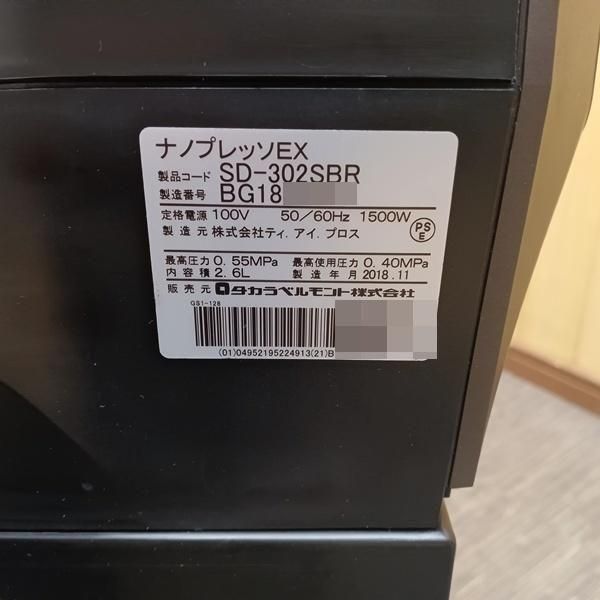 ナノプレッソEX
製品コード SD-302SBR
製造番号 BG18
定格電源 100V 50/60Hz 1500W
製造元 株式会社ティ.アイ.プロス
PS
E
最高圧力 0.55MPa 最高使用圧力 0.40MPa
内容積 2.6L 製造年月 2018.11
販売元 タカラベルモント株式会社
GS1-128
(01)04952195224913(21)B